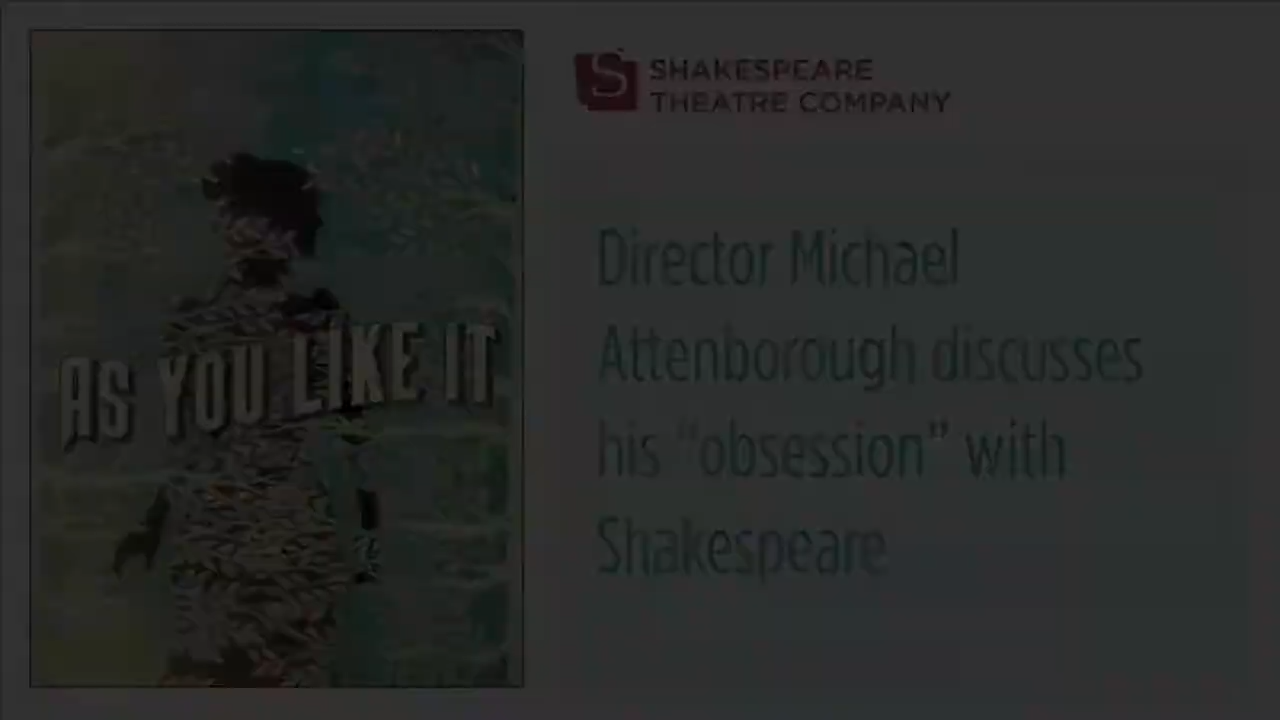 SHAKESPEARE
THEATRE COMPANY
AS YOU LIKE IT
Director Michael
Attenborough discusses
his "obsession" with
Shakespeare